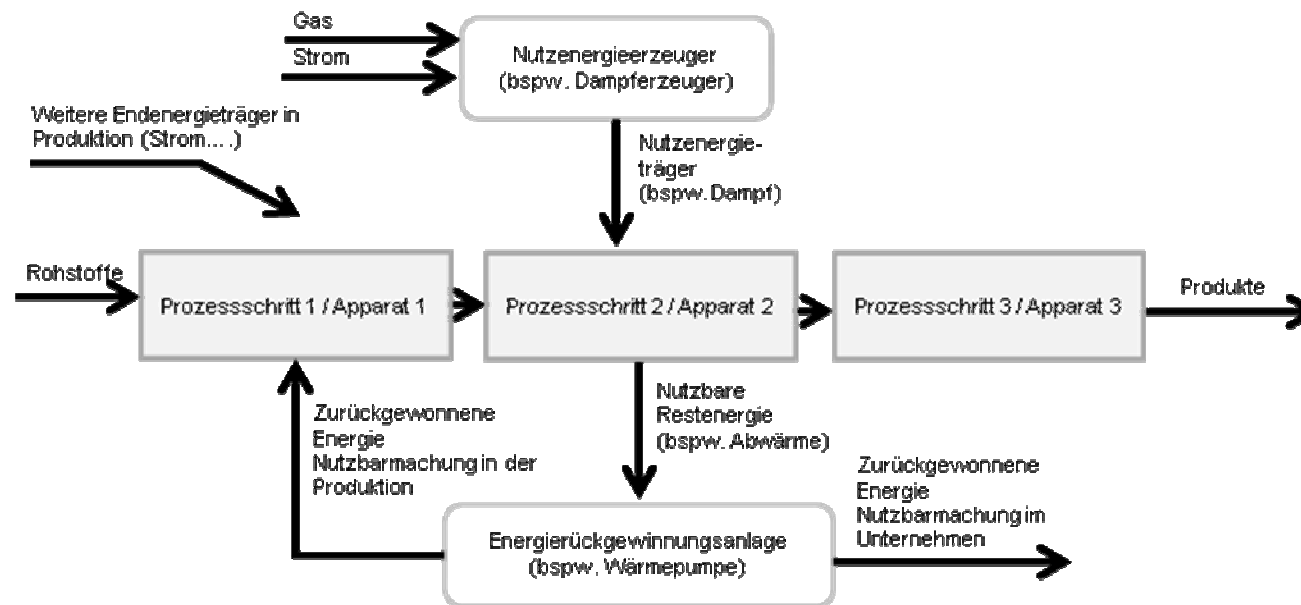 Gas
Strom
Nutzenergieerzeuger
(bspw. Dampferzeuger)
Weitere Endenergieträger in
Produktion (Strom....)
Nutzenergie-
träger
(bspw. Dampf)
Rohstoffe
Prozessschritt 1 / Apparat 1
Prozessschritt 2 / Apparat 2
Prozessschritt 3 / Apparat 3
Produkte
Zurückgewonnene
Energie
Nutzbarmachung in der
Produktion
Nutzbare
Restenergie
(bspw. Abwärme)
Zurückgewonnene
Energie
Nutzbarmachung im
Unternehmen
Energierückgewinnungsanlage
(bspw. Wärmepumpe)